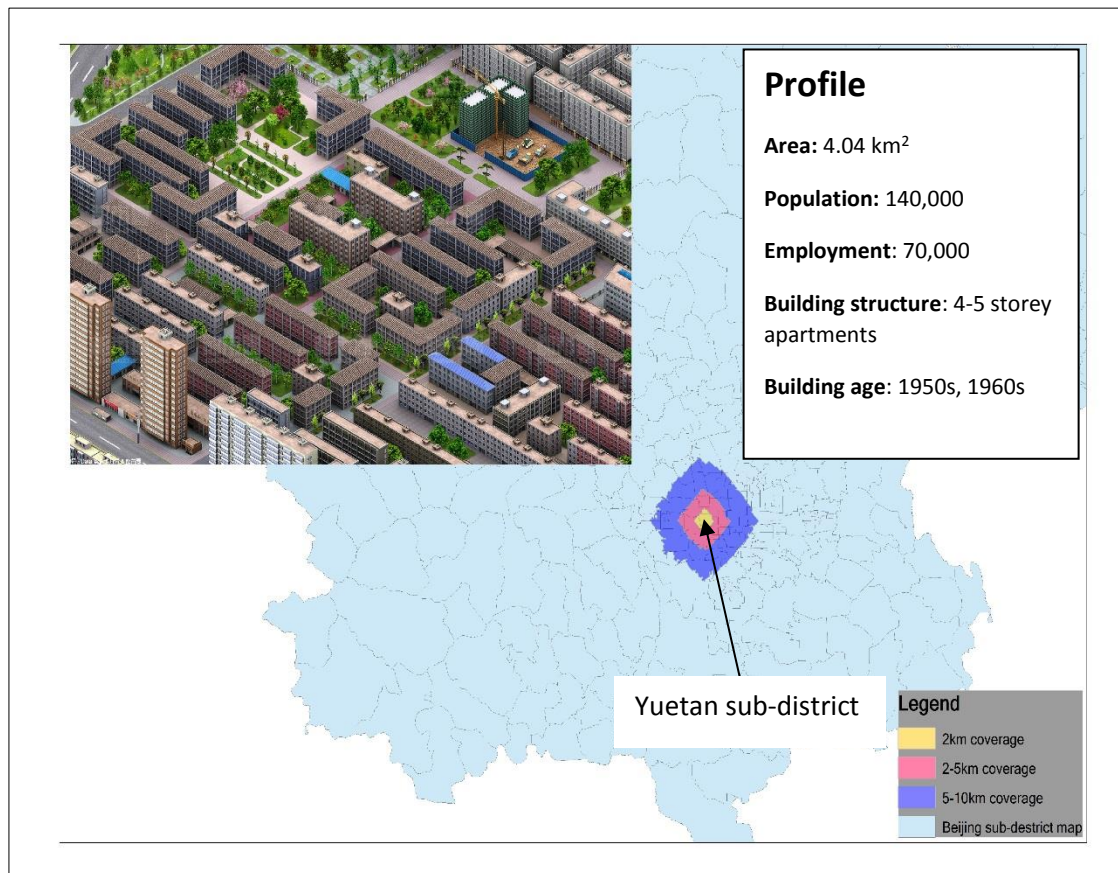 Profile
Area: 4.04 km²
Population: 140,000
Employment: 70,000
Building structure: 4-5 storey
apartments
Building age: 1950s, 1960s
Yuetan sub-district
Legend
2km coverage
2-5km coverage
5-10km coverage
Beijing sub-destrict map